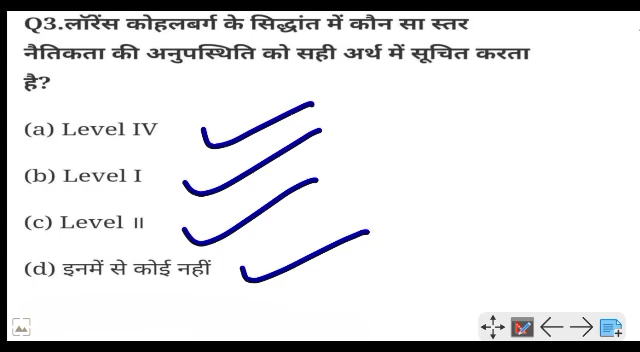 Q3.लॉरेंस कोहलबर्ग के सिद्धांत में कौन सा स्तर
नैतिकता की अनुपस्थिति को सही अर्थ में सूचित करता
है?
(a) Level IV
(b) Level I
(c) Level II
(d) इनमें से कोई नहीं